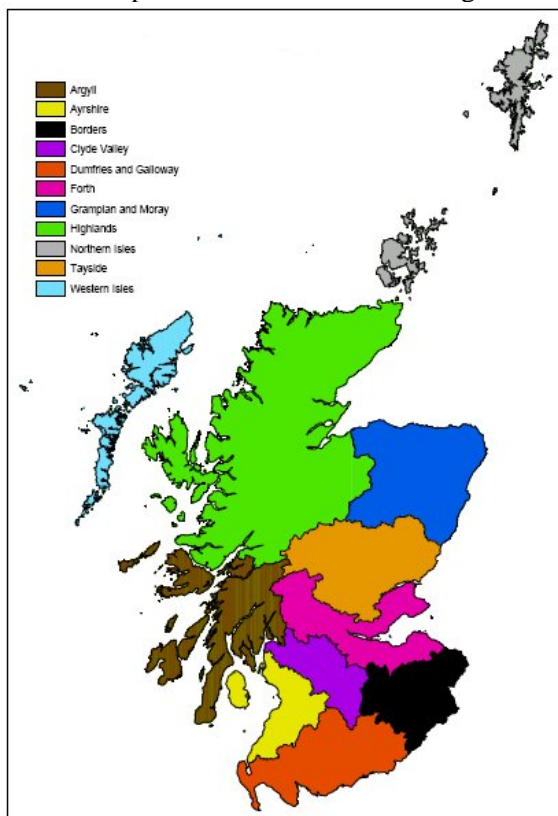 Argyll
Ayrshire
Borders
Clyde Valley
Dumfries and Galloway
Forth
Grampian and Moray
Highlands
Northern Isles
Tayside
Western Isles